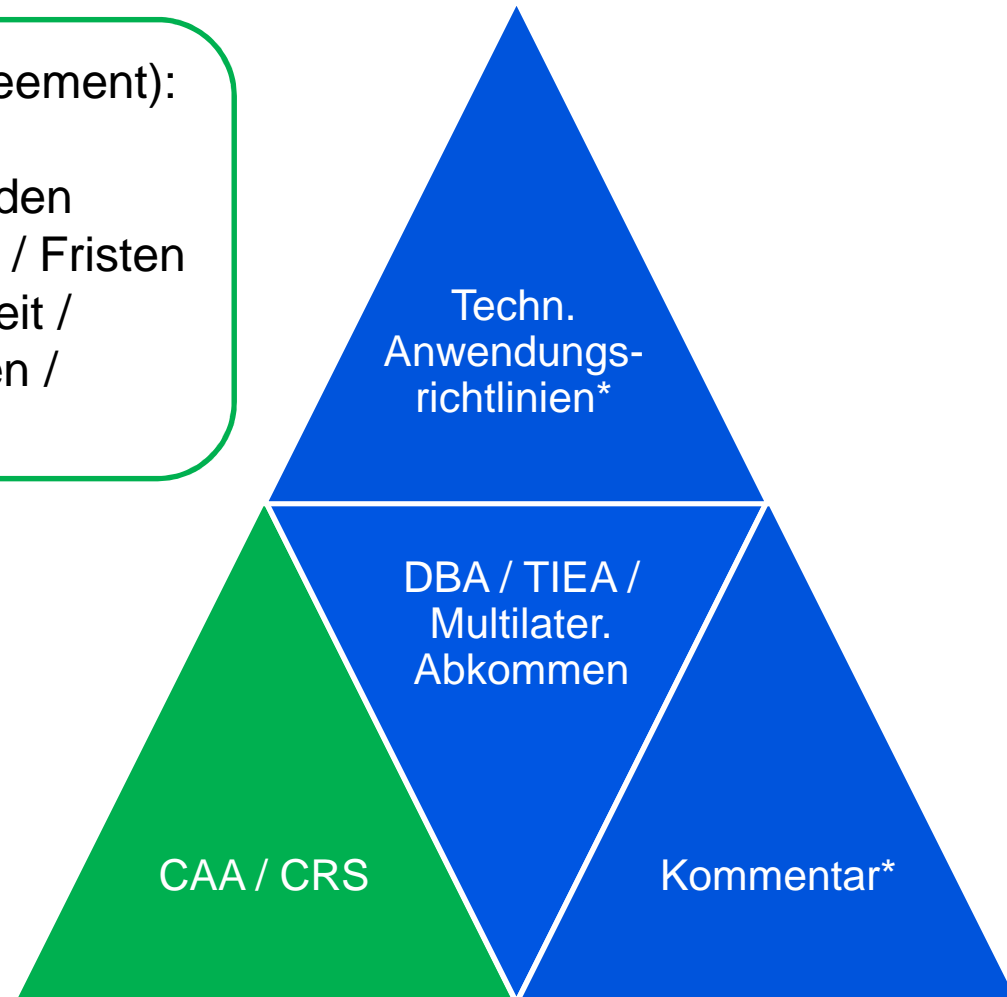 eement):
den
/ Fristen
eit /
en /
Techn.
Anwendungs-
richtlinien*
DBA / TIEA /
Multilater.
Abkommen
CAA / CRS
Kommentar*